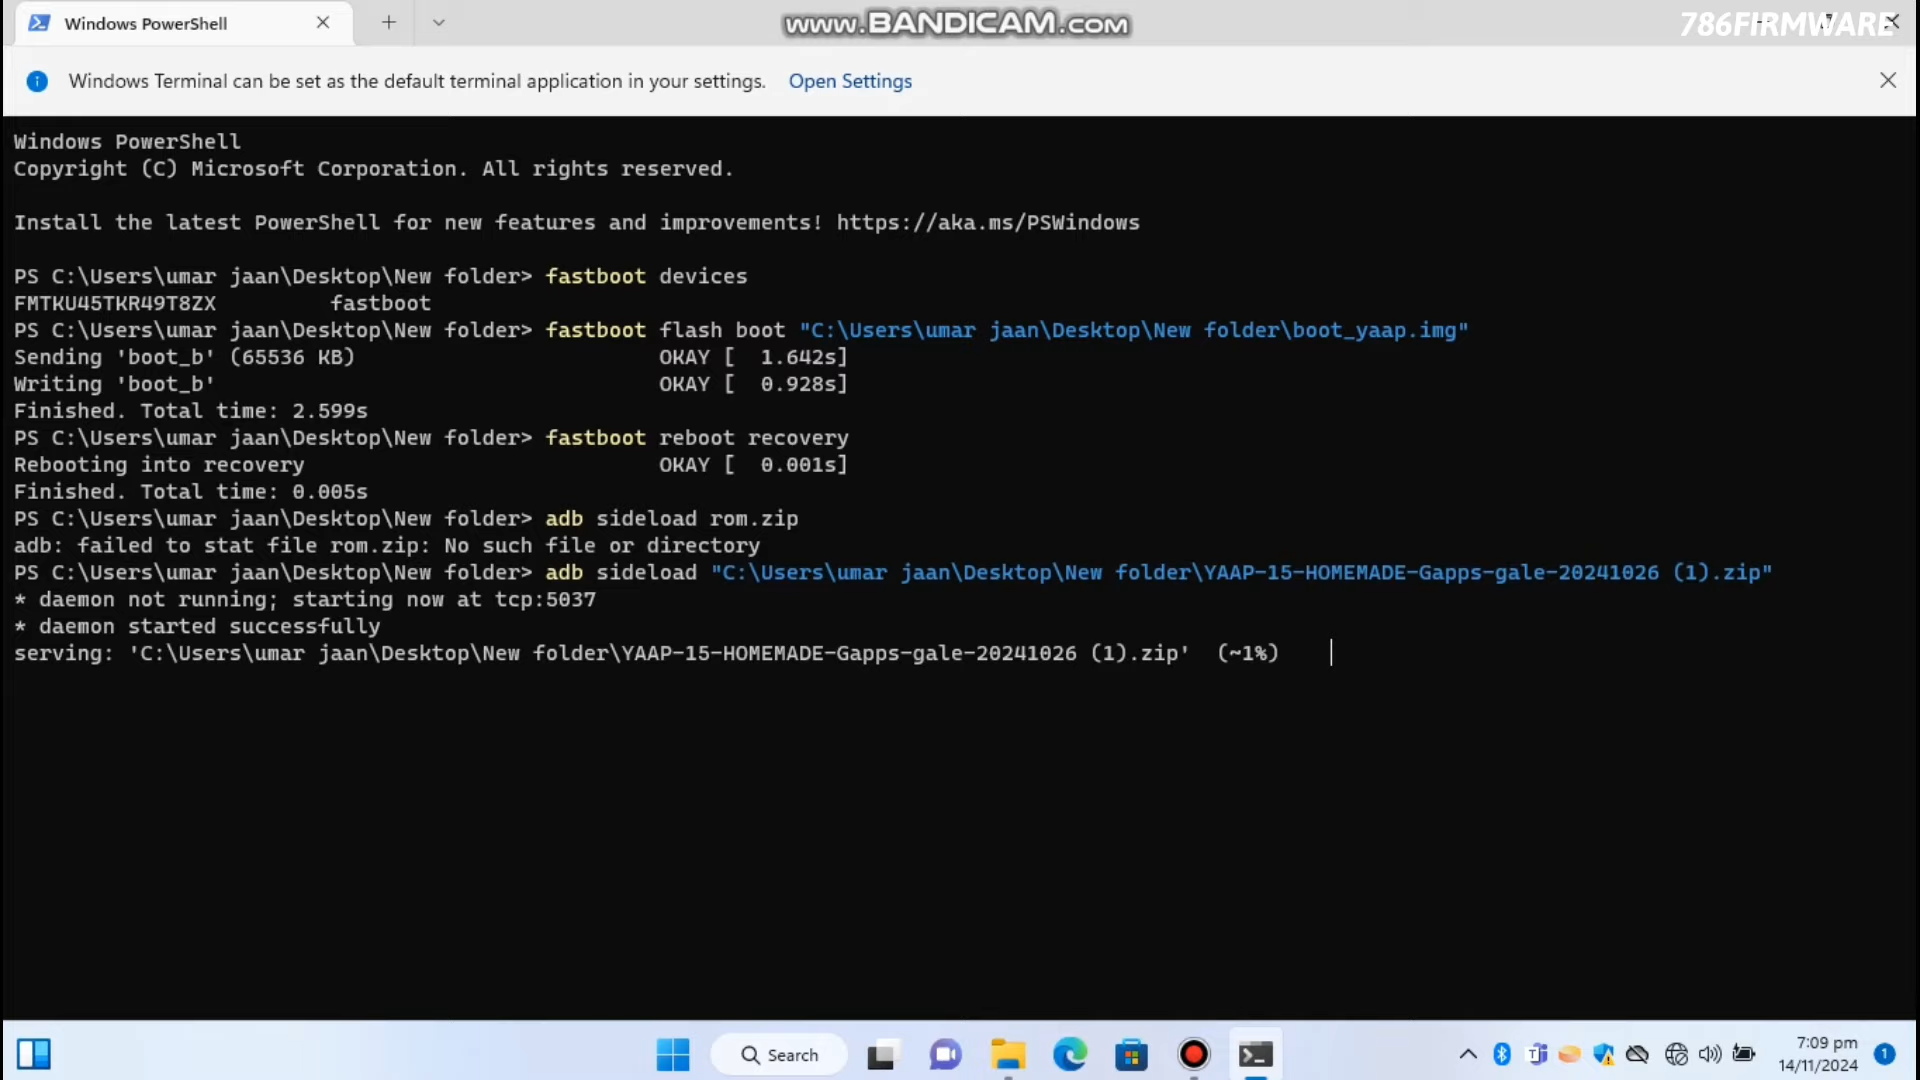 Windows PowerShell
www.BANDICAM.com
786FIRMWARE
Windows Terminal can be set as the default terminal application in your settings. Open Settings
Windows PowerShell
Copyright (C) Microsoft Corporation. All rights reserved.
Install the latest PowerShell for new features and improvements! https://aka.ms/PSWindows
PS C:\Users\umar jaan\Desktop\New folder> fastboot devices
FMTKU45TKR49T8ZX fastboot
PS C:\Users\umar jaan\Desktop\New folder> fastboot flash boot "C:\Users\umar jaan\Desktop\New folder\boot_yaap.img"
Sending 'boot_b' (65536 KB) OKAY [ 1.642s]
Writing 'boot_b' OKAY [ 0.928s]
Finished. Total time: 2.599s
PS C:\Users\umar jaan\Desktop\New folder> fastboot reboot recovery
Rebooting into recovery OKAY [ 0.001s]
Finished. Total time: 0.005s
PS C:\Users\umar jaan\Desktop\New folder> adb sideload rom.zip
adb: failed to stat file rom.zip: No such file or directory
PS C:\Users\umar jaan\Desktop\New folder> adb sideload "C:\Users\umar jaan\Desktop\New folder\YAAP-15-HOMEMADE-Gapps-gale-20241026 (1).zip"
* daemon not running; starting now at tcp:5037
* daemon started successfully
serving: 'C:\Users\umar jaan\Desktop\New folder\YAAP-15-HOMEMADE-Gapps-gale-20241026 (1).zip' (~1%)
Search
7:09 pm
14/11/2024
1